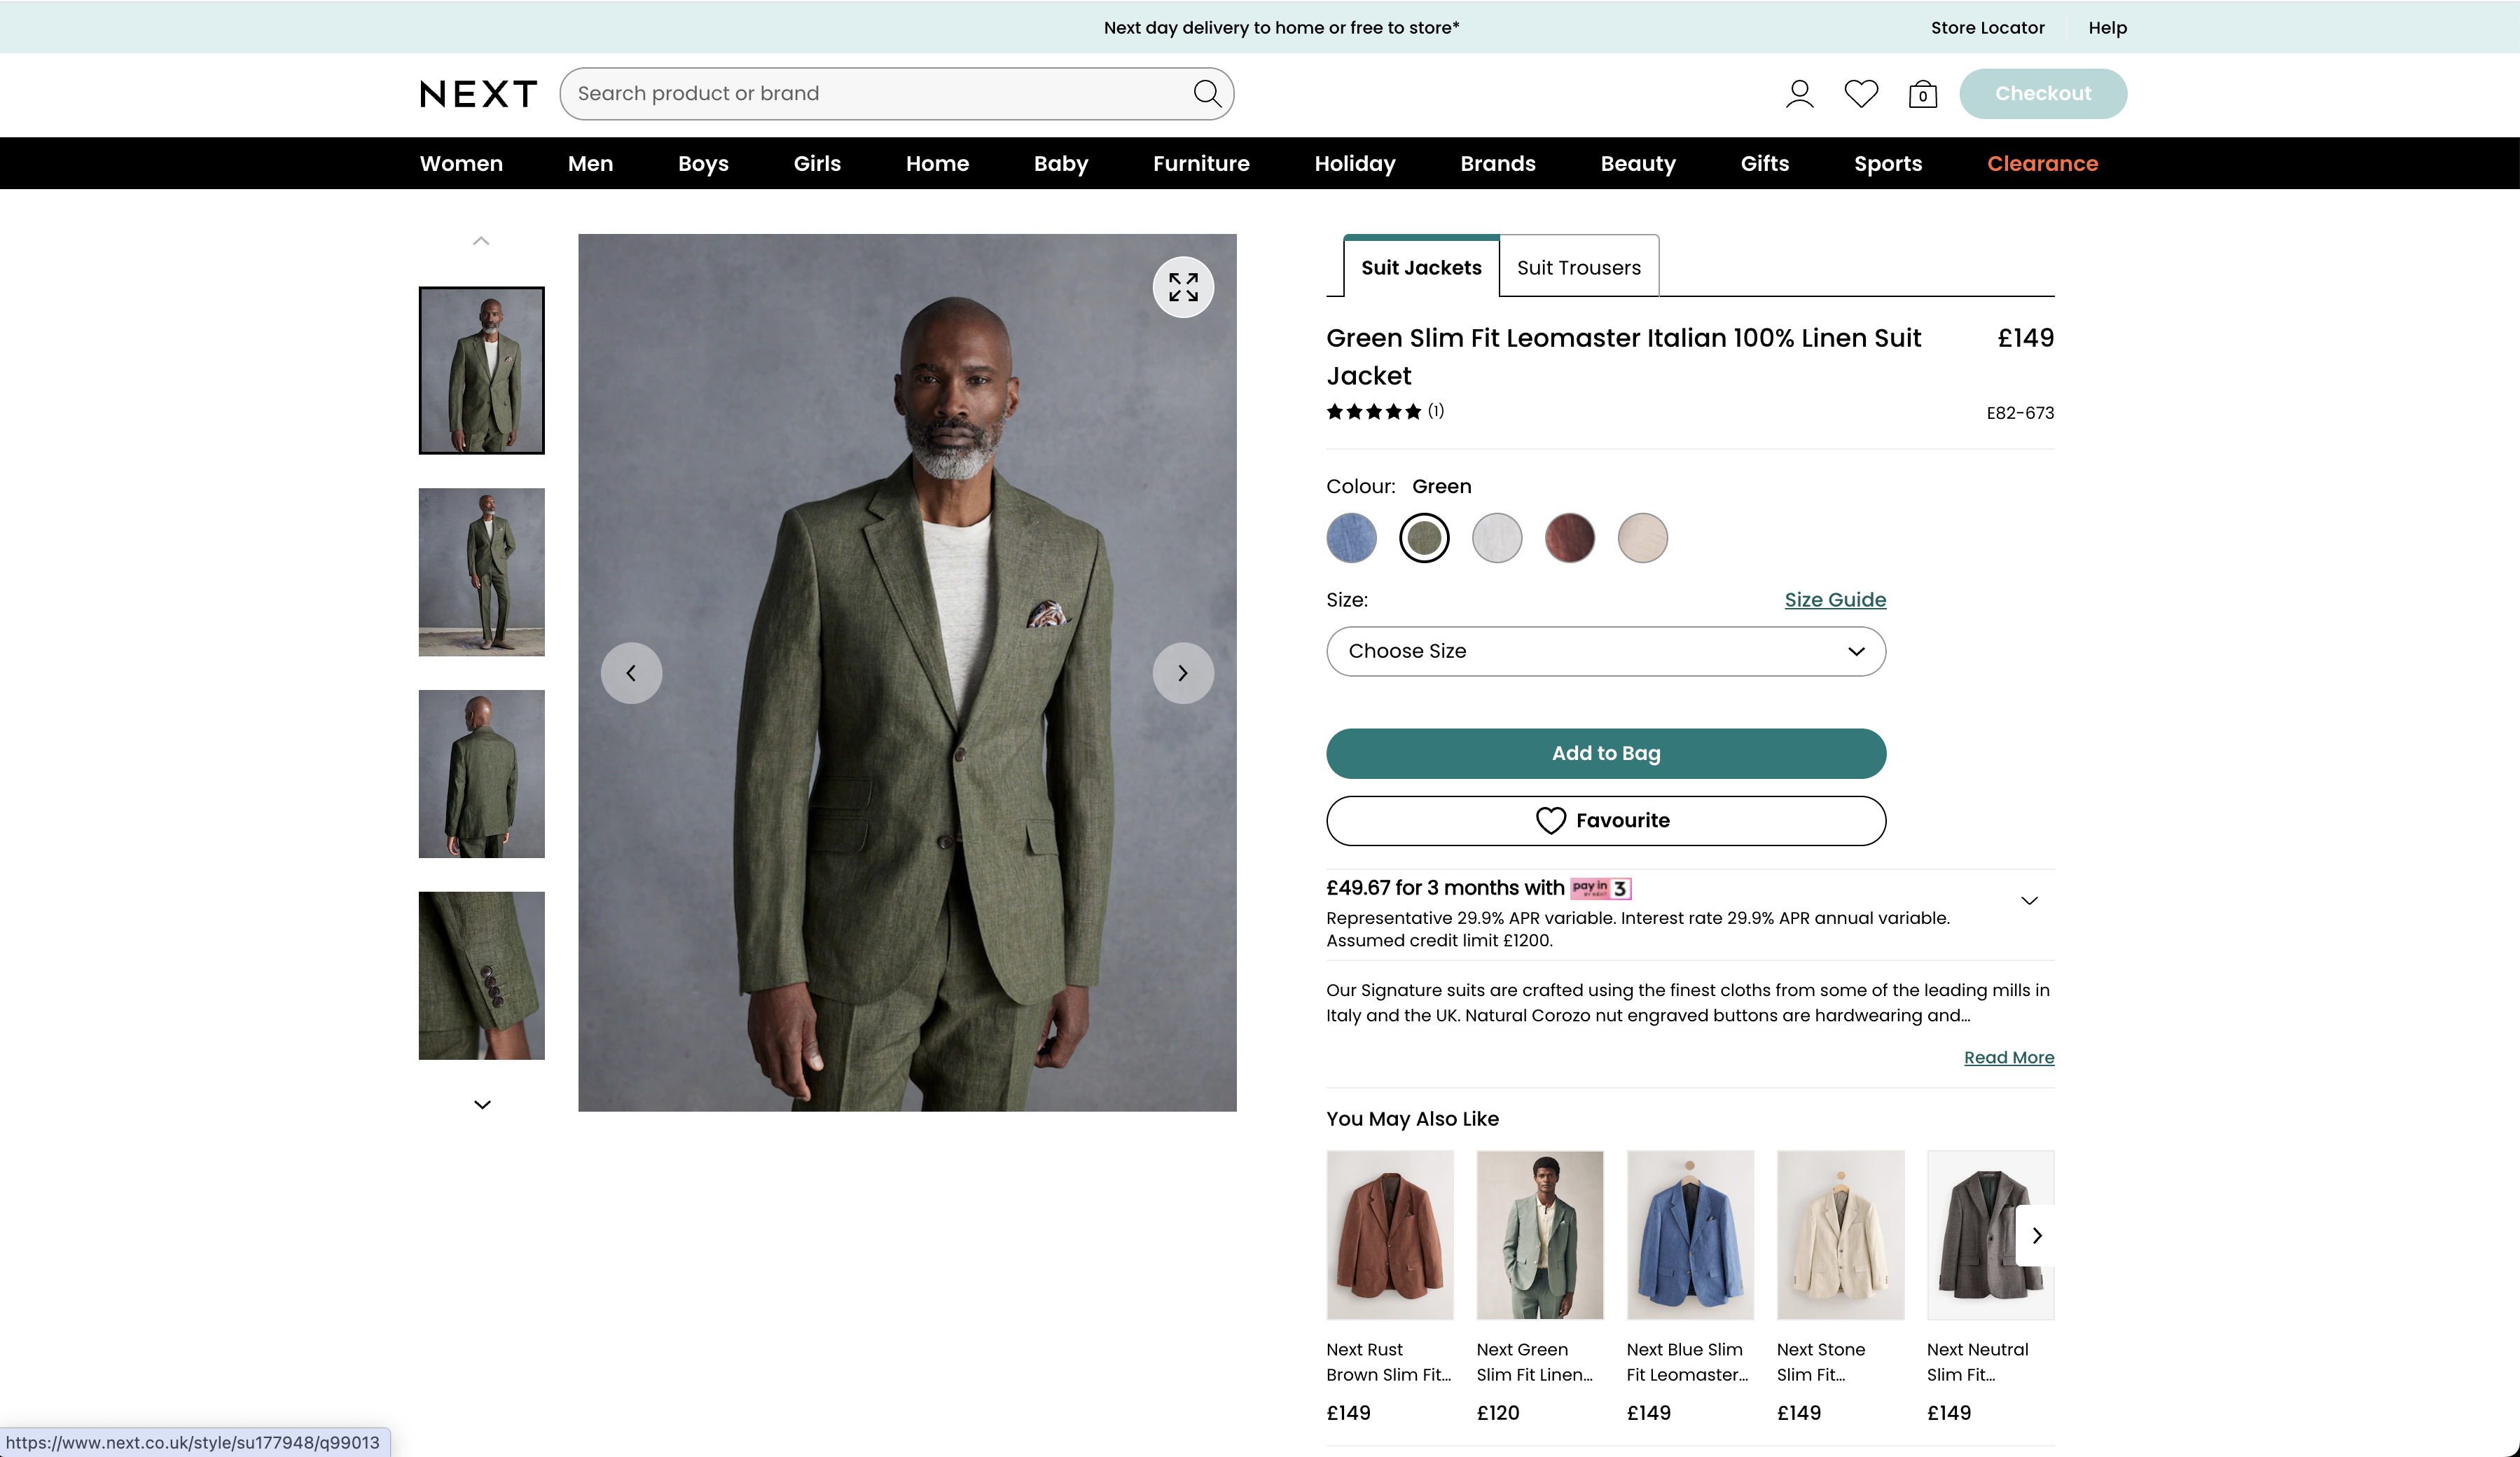 Next day delivery to home or free to store*
Store Locator
Help
NEXT
Search product or brand
0
Checkout
Women
Men
Boys
Girls
Home
Baby
Furniture
Holiday
Brands
Beauty
Gifts
Sports
Clearance
Suit Jackets
Suit Trousers
Green Slim Fit Leomaster Italian 100% Linen Suit
Jacket
£149
(1)
E82-673
Colour: Green
Size:
Size Guide
Choose Size
Add to Bag
Favourite
£49.67 for 3 months with pay in 3
BY NEXT
Representative 29.9% APR variable. Interest rate 29.9% APR annual variable.
Assumed credit limit £1200.
Our Signature suits are crafted using the finest cloths from some of the leading mills in
Italy and the UK. Natural Corozo nut engraved buttons are hardwearing and...
Read More
You May Also Like
Next Rust
Brown Slim Fit...
£149
Next Green
Slim Fit Linen...
£120
Next Blue Slim
Fit Leomaster...
£149
Next Stone
Slim Fit...
£149
Next Neutral
Slim Fit...
£149
https://www.next.co.uk/style/su177948/q99013